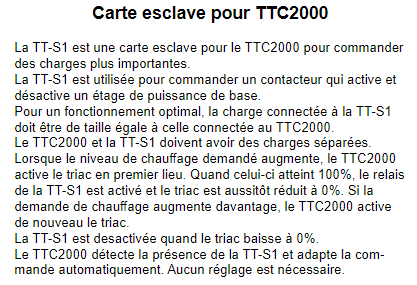 Carte esclave pour TTC2000
La TT-S1 est une carte esclave pour le TTC2000 pour commander
des charges plus importantes.
La TT-S1 est utilisée pour commander un contacteur qui active et
désactive un étage de puissance de base.
Pour un fonctionnement optimal, la charge connectée à la TT-S1
doit être de taille égale à celle connectée au TTC2000.
Le TTC2000 et la TT-S1 doivent avoir des charges séparées.
Lorsque le niveau de chauffage demandé augmente, le TTC2000
active le triac en premier lieu. Quand celui-ci atteint 100%, le relais
de la TT-S1 est activé et le triac est aussitôt réduit à 0%. Si la
demande de chauffage augmente davantage, le TTC2000 active
de nouveau le triac.
La TT-S1 est desactivée quand le triac baisse à 0%.
Le TTC2000 détecte la présence de la TT-S1 et adapte la com-
mande automatiquement. Aucun réglage est nécessaire.